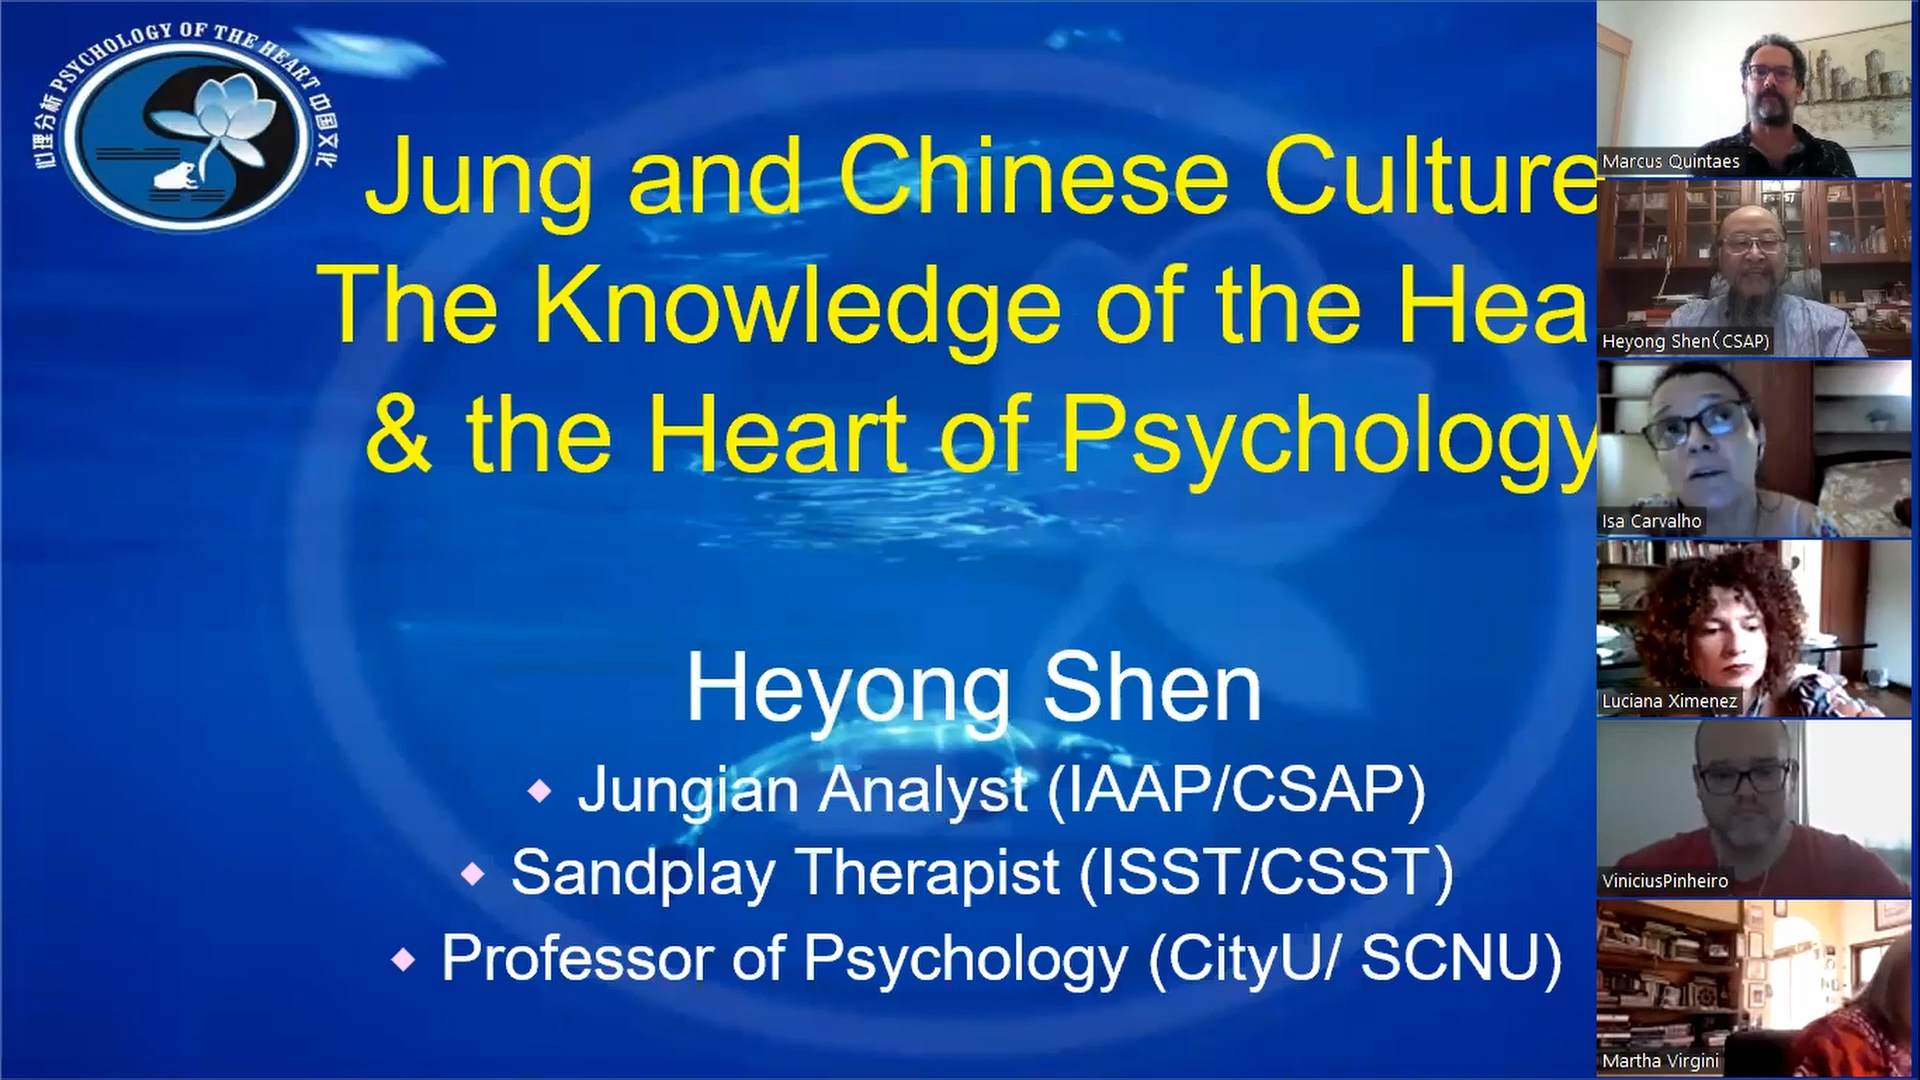 心理分析 PSYCHOLOGY OF THE HEART 中国文化
Jung and Chinese Culture
The Knowledge of the Hea
& the Heart of Psychology
Heyong Shen
Jungian Analyst (IAAP/CSAP)
Sandplay Therapist (ISST/CSST)
Professor of Psychology (CityU/ SCNU)
Marcus Quintaes
Heyong Shen(CSAP)
Isa Carvalho
Luciana Ximenez
ViniciusPinheiro
Martha Virgini